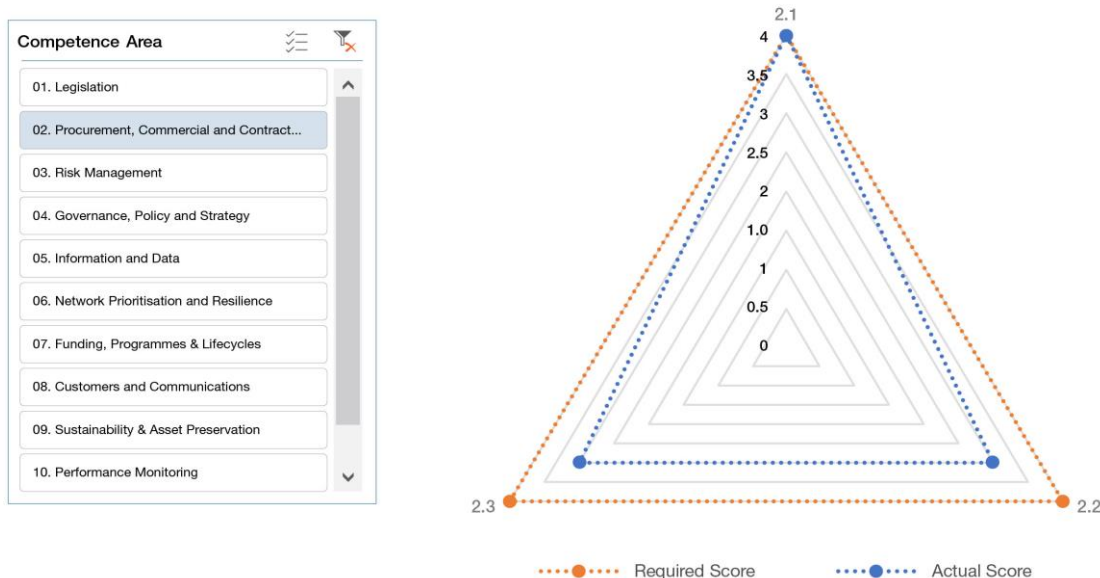 Competence Area
01. Legislation
02. Procurement, Commercial and Contract...
03. Risk Management
04. Governance, Policy and Strategy
05. Information and Data
06. Network Prioritisation and Resilience
07. Funding, Programmes & Lifecycles
08. Customers and Communications
09. Sustainability & Asset Preservation
10. Performance Monitoring
2.1
4
3.5
3
2.5
2
1.0
1
0.5
0
2.3
2.2
Required Score
Actual Score